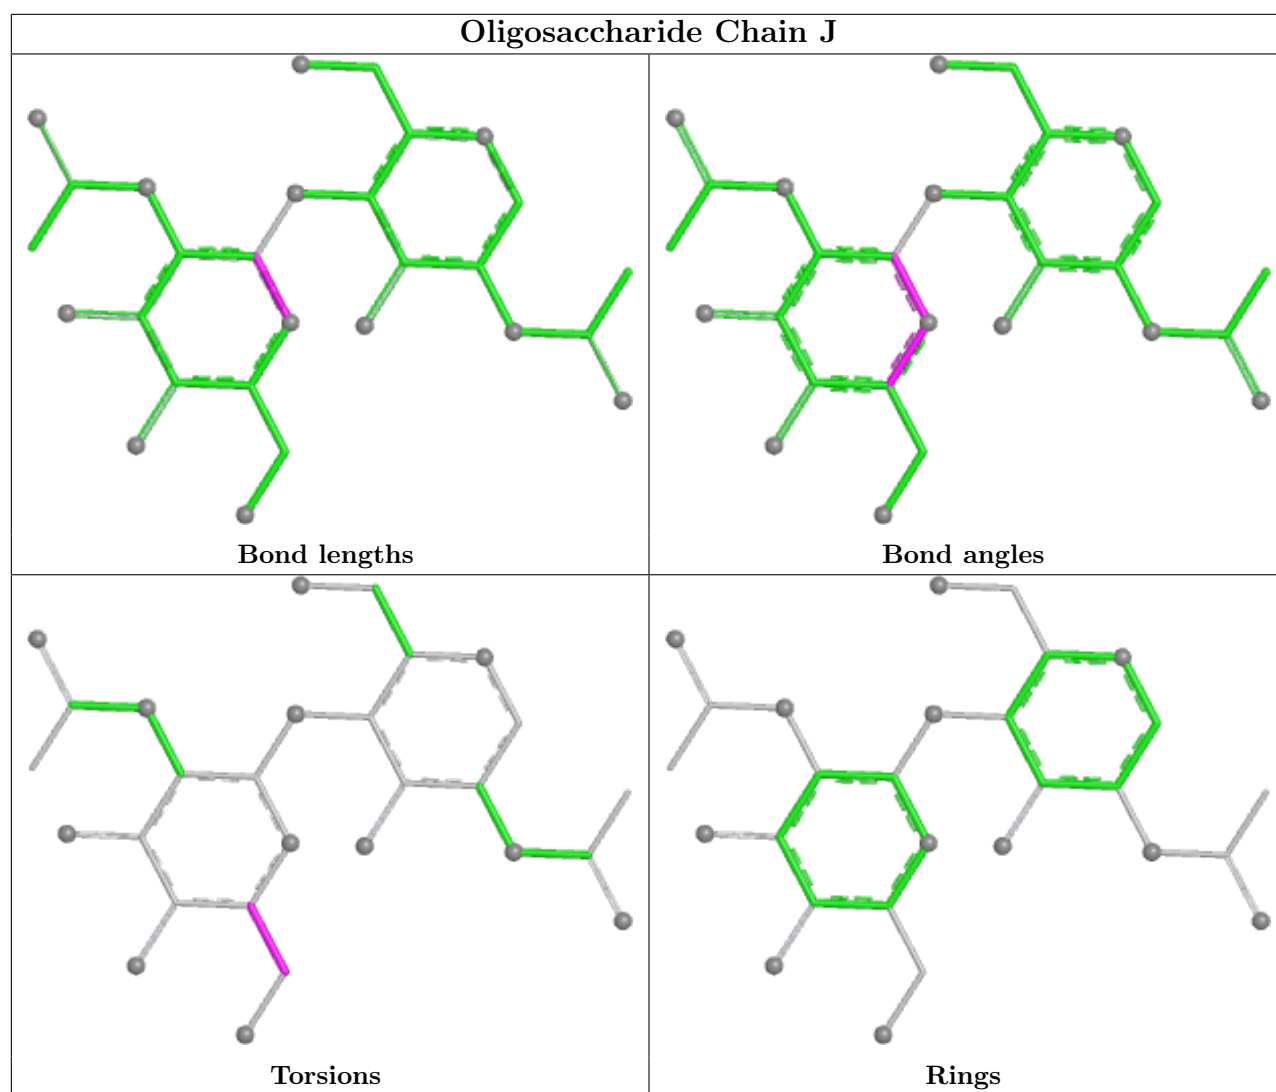 Oligosaccharide Chain J
Bond lengths
Bond angles
Torsions
Rings